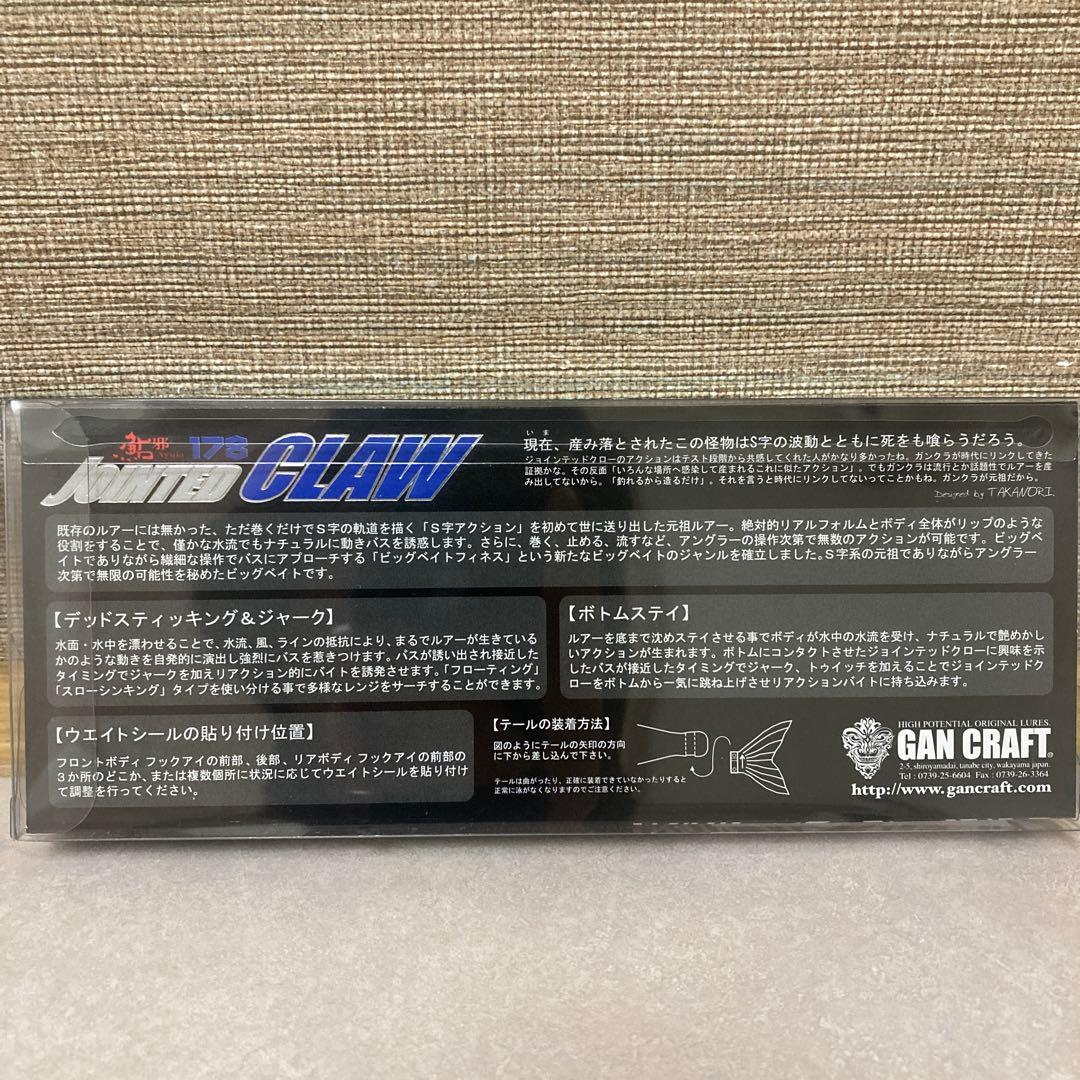 鮎邪 178
Ayujo
JOINTED CLAW
いま
現在、産み落とされたこの怪物はS字の波動とともに死をも喰らうだろう。
ジョインテッドクローのアクションはテスト段階から共感してくれた人がかなり多かったね。ガンクラが時代にリンクしてきた
証拠かな。その反面「いろんな場所へ感染して産まれるこれに似たアクション」。でもガンクラは流行とか話題性でルアーを産
み出してないから。「釣れるから造るだけ」。それを言うと時代にリンクしてないってことかもね。ガンクラが元祖だから。
Designed by TAKANORI.
既存のルアーには無かった、ただ巻くだけでS字の軌道を描く「S字アクション」を初めて世に送り出した元祖ルアー。絶対的リアルフォルムとボディ全体がリップのような
役割をすることで、僅かな水流でもナチュラルに動きバスを誘惑します。さらに、巻く、止める、流すなど、アングラーの操作次第で無数のアクションが可能です。ビッグベ
イトでありながら繊細な操作でバスにアプローチする「ビッグベイトフィネス」という新たなビッグベイトのジャンルを確立しました。S字系の元祖でありながらアングラー
次第で無限の可能性を秘めたビッグベイトです。
【デッドスティッキング＆ジャーク】
水面・水中を漂わせることで、水流、風、ラインの抵抗により、まるでルアーが生きている
かのような動きを自発的に演出し強烈にバスを惹きつけます。バスが誘い出され接近した
タイミングでジャークを加えリアクション的にバイトを誘発させます。「フローティング」
「スローシンキング」タイプを使い分ける事で多様なレンジをサーチすることができます。
【ボトムステイ】
ルアーを底まで沈めステイさせる事でボディが水中の水流を受け、ナチュラルで艶めかし
いアクションが生まれます。ボトムにコンタクトさせたジョインテッドクローに興味を示
したバスが接近したタイミングでジャーク、トゥイッチを加えることでジョインテッドク
ローをボトムから一気に跳ね上げさせリアクションバイトに持ち込みます。
【ウエイトシールの貼り付け位置】
フロントボディ フックアイの前部、後部、リアボディ フックアイの前部の
3か所のどこか、または複数個所に状況に応じてウエイトシールを貼り付け
て調整を行ってください。
【テールの装着方法】
図のようにテールの矢印の方向
に下から差し込んで下さい。
テールは曲がったり、正確に装着できていなかったりすると
正常に泳がなくなりますのでご注意ください。
HIGH POTENTIAL ORIGINAL LURES.
GAN CRAFT®
2-5, shiroyamadai, tanabe city, wakayama japan.
Tel : 0739-25-6604 Fax : 0739-26-3364
http://www.gancraft.com